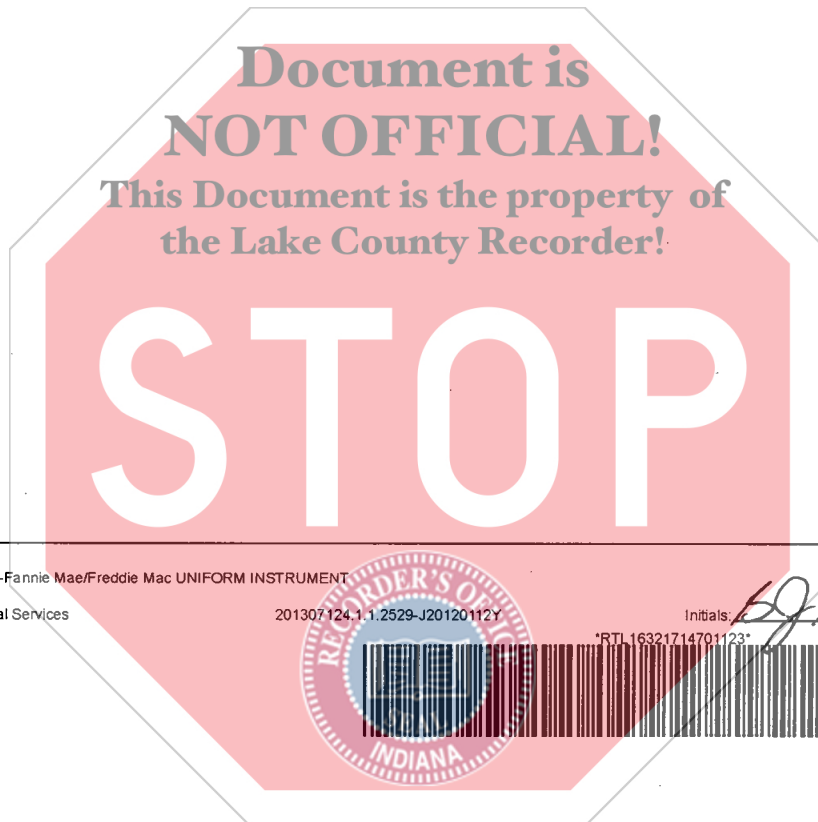 Document is
NOT OFFICIAL!
This Document is the property of
the Lake County Recorder!
STOP
-Fannie Mae/Freddie Mac UNIFORM INSTRUMENT
al Services 201307124.1.1.2529-J20120112Y Initials:
*RTL16321714701123*
RECORDER'S OFFICE
SEAL
INDIANA